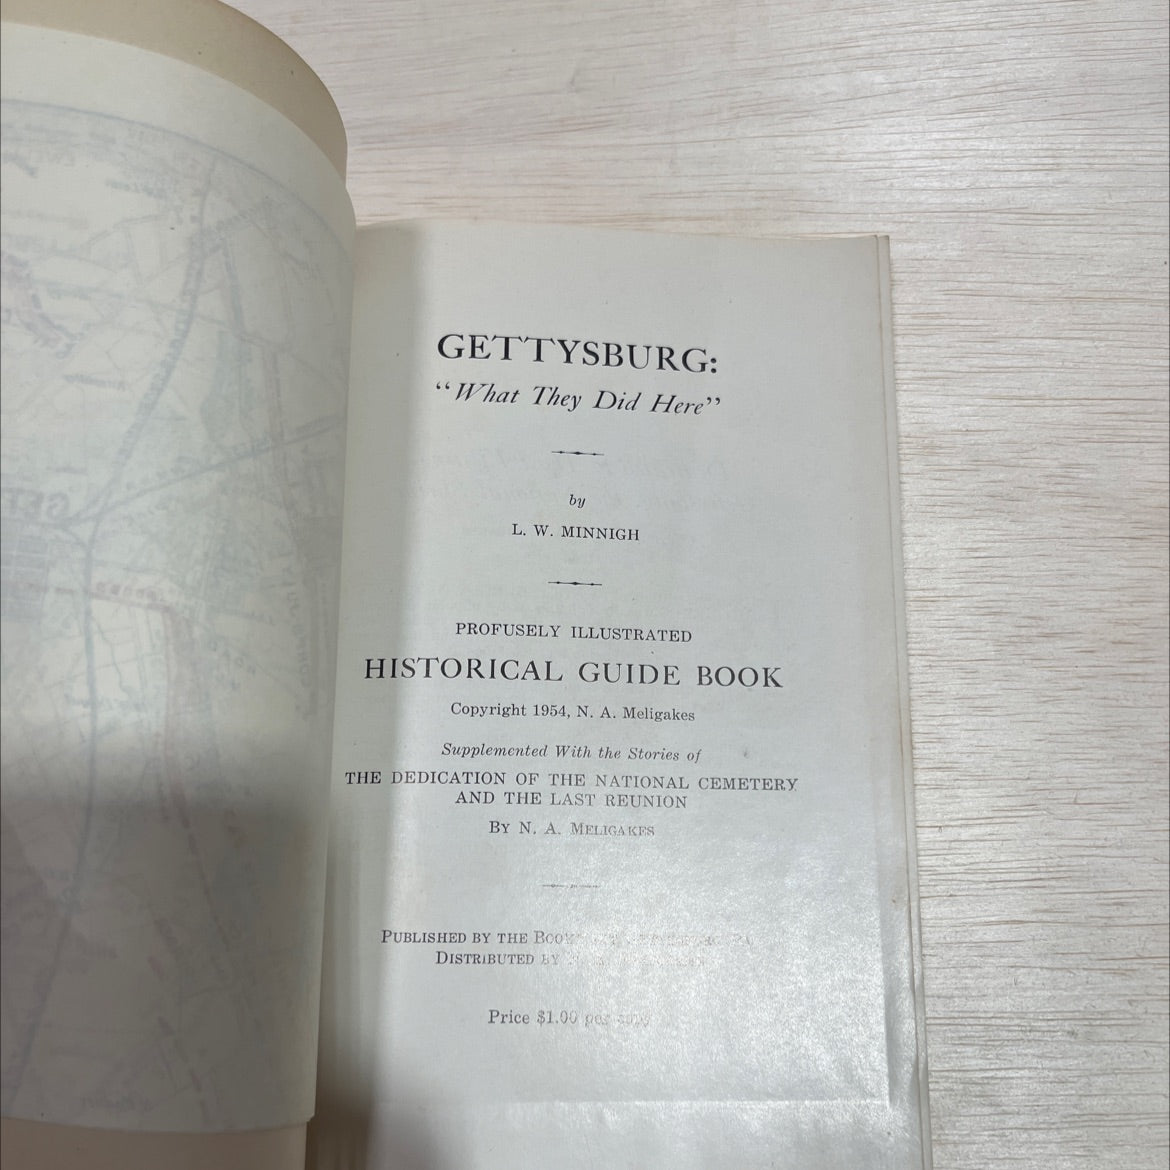 GETTYSBURG:
“What They Did Here”
by
L. W. MINNIGH
PROFUSELY ILLUSTRATED
HISTORICAL GUIDE BOOK
Copyright 1954, N. A. Meligakes
Supplemented With the Stories of
THE DEDICATION OF THE NATIONAL CEMETERY
AND THE LAST REUNION
BY N. A. MELIGAKES
PUBLISHED BY THE
DISTRIBUTED BY
Price $1.00 per copy